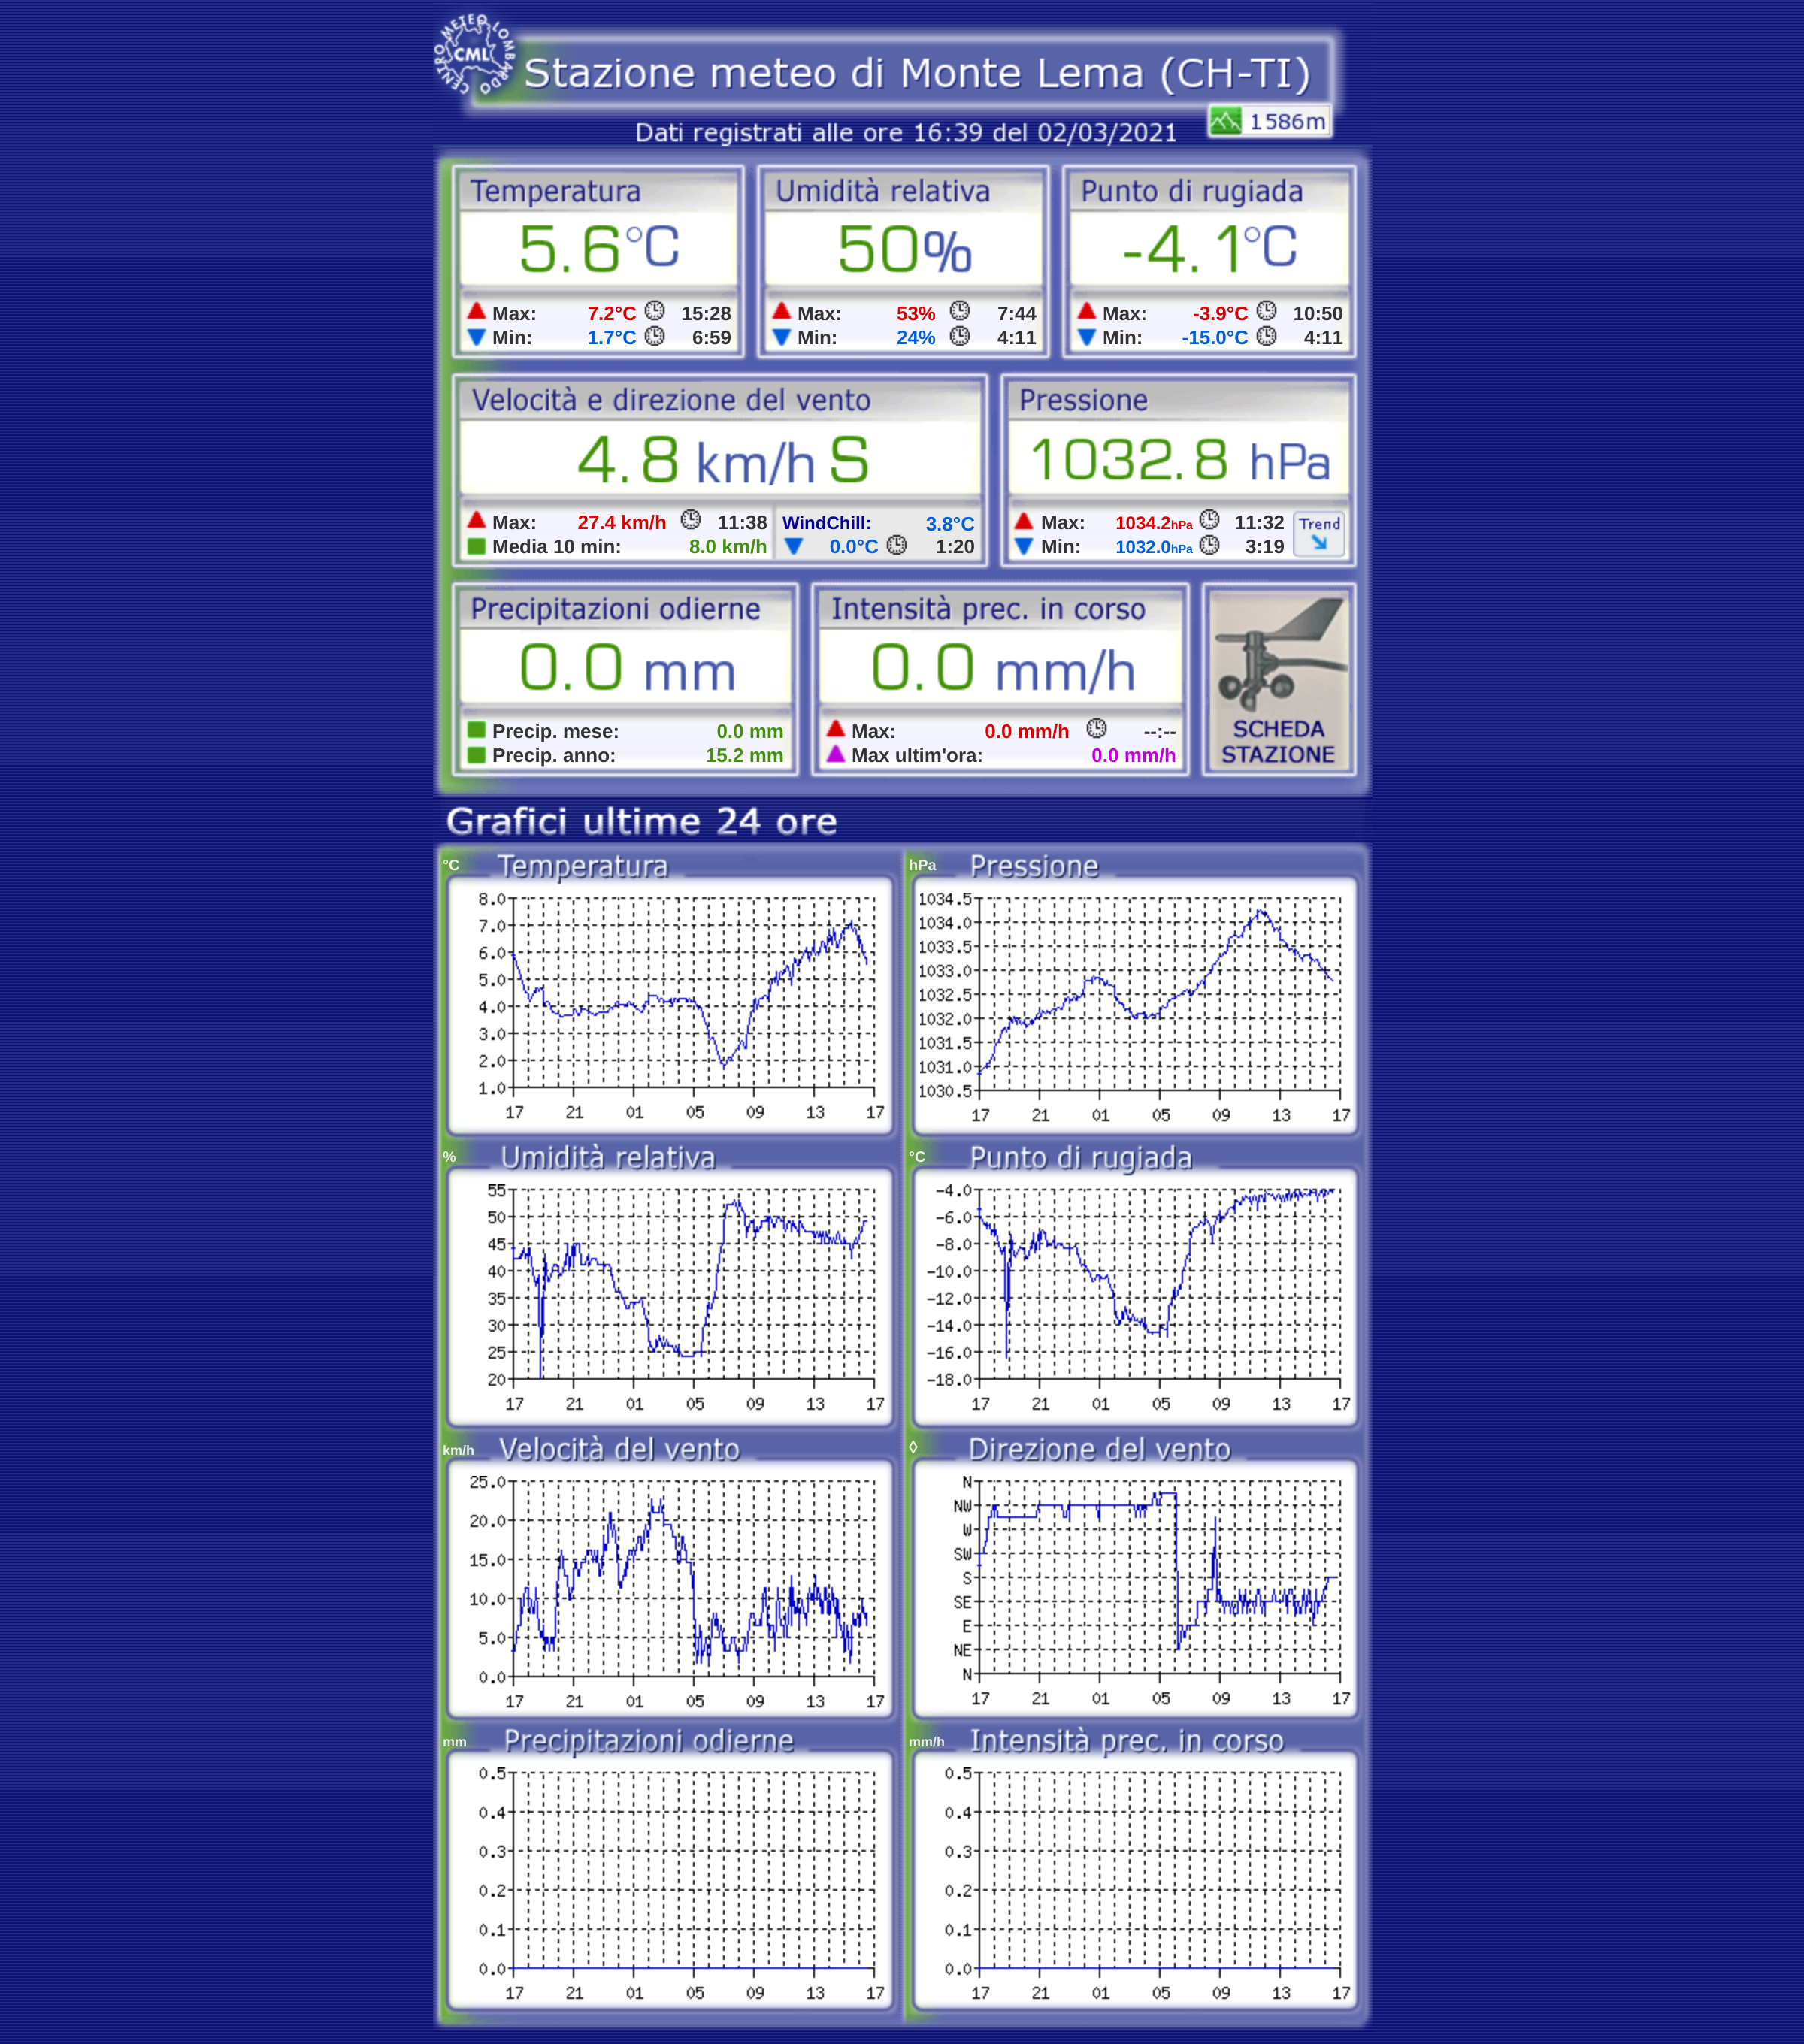 CENTRO METEO LOMBARDO
CML
Stazione meteo di Monte Lema (CH-TI)
1586m
Dati registrati alle ore 16:39 del 02/03/2021
Temperatura Umidità relativa Punto di rugiada
5.6°C 50% -4.1°C
Max: 7.2°C 15:28 Max: 53% 7:44 Max: -3.9°C 10:50
Min: 1.7°C 6:59 Min: 24% 4:11 Min: -15.0°C 4:11
Velocità e direzione del vento Pressione
4.8 km/h S 1032.8 hPa
Max: 27.4 km/h 11:38 WindChill: 3.8°C Max: 1034.2hPa 11:32 Trend
Media 10 min: 8.0 km/h 0.0°C 1:20 Min: 1032.0hPa 3:19
Precipitazioni odierne Intensità prec. in corso
0.0 mm 0.0 mm/h
Precip. mese: 0.0 mm Max: 0.0 mm/h --:-- SCHEDA
Precip. anno: 15.2 mm Max ultim'ora: 0.0 mm/h STAZIONE
Grafici ultime 24 ore
°C Temperatura
8.0
7.0
6.0
5.0
4.0
3.0
2.0
1.0
17 21 01 05 09 13 17
hPa Pressione
1034.5
1034.0
1033.5
1033.0
1032.5
1032.0
1031.5
1031.0
1030.5
17 21 01 05 09 13 17
% Umidità relativa
55
50
45
40
35
30
25
20
17 21 01 05 09 13 17
°C Punto di rugiada
-4.0
-6.0
-8.0
-10.0
-12.0
-14.0
-16.0
-18.0
17 21 01 05 09 13 17
km/h Velocità del vento
25.0
20.0
15.0
10.0
5.0
0.0
17 21 01 05 09 13 17
◊ Direzione del vento
N
NW
W
SW
S
SE
E
NE
N
17 21 01 05 09 13 17
mm Precipitazioni odierne
0.5
0.4
0.3
0.2
0.1
0.0
17 21 01 05 09 13 17
mm/h Intensità prec. in corso
0.5
0.4
0.3
0.2
0.1
0.0
17 21 01 05 09 13 17